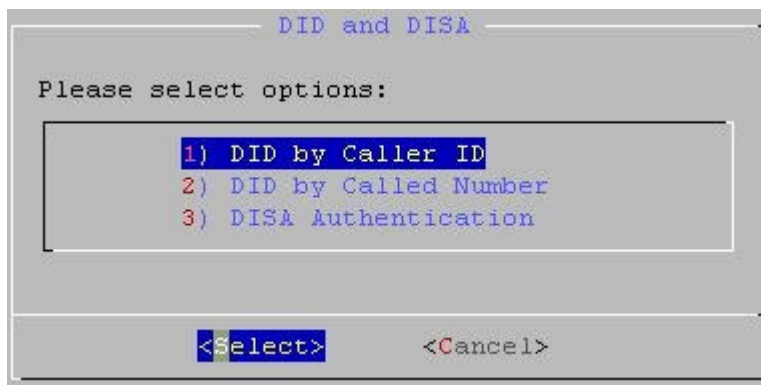 DID and DISA
Please select options:
1) DID by Caller ID
2) DID by Called Number
3) DISA Authentication
<Select> <Cancel>